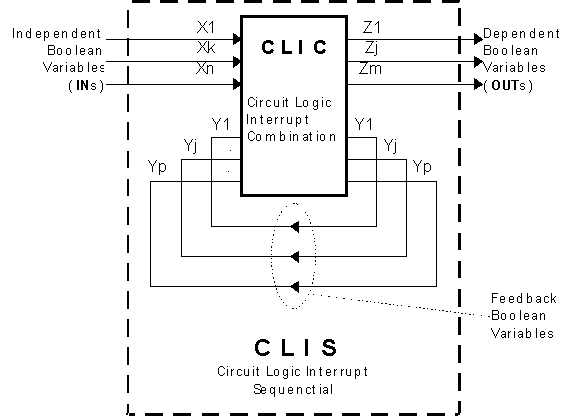 Independent
Boolean
Variables
(INs)
X1
Xk
Xn
CLIC
Circuit Logic
Interrupt
Combination
Z1
Zj
Zm
Dependent
Boolean
Variables
(OUTs)
Y1
Yj
Yp
.
.
Y1
Yj
Yp
Feedback
Boolean
Variables
CLIS
Circuit Logic Interrupt
Sequenctial